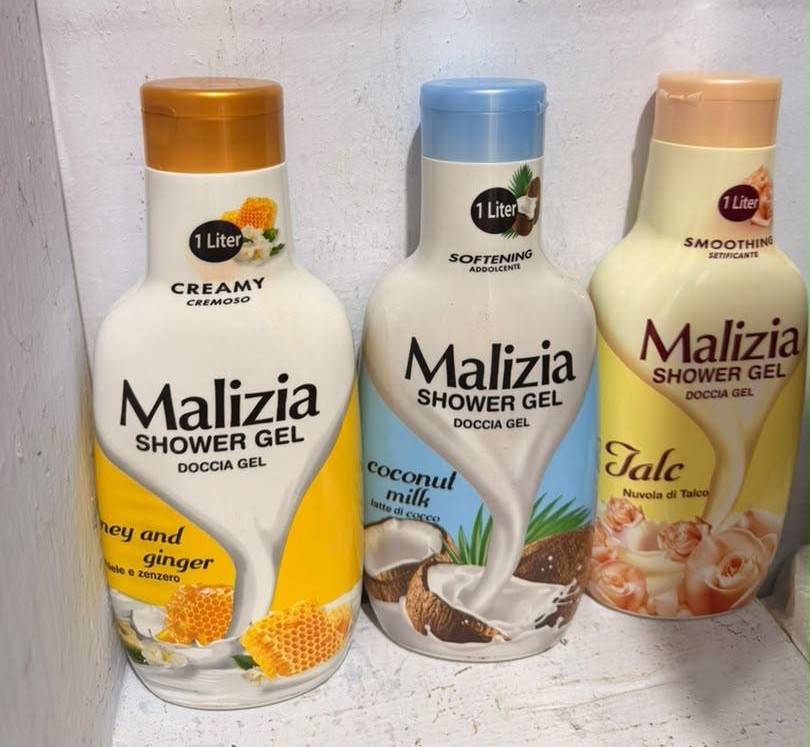 1 Liter
CREAMY
CREMOSO
Malizia
SHOWER GEL
DOCCIA GEL
ney and
ginger
iele e zenzero
1 Liter
SOFTENING
ADDOLCENTE
Malizia
SHOWER GEL
DOCCIA GEL
coconut
milk
latte di cocco
1 Liter
SMOOTHING
SETIFICANTE
Malizia
SHOWER GEL
DOCCIA GEL
Talc
Nuvola di Talco